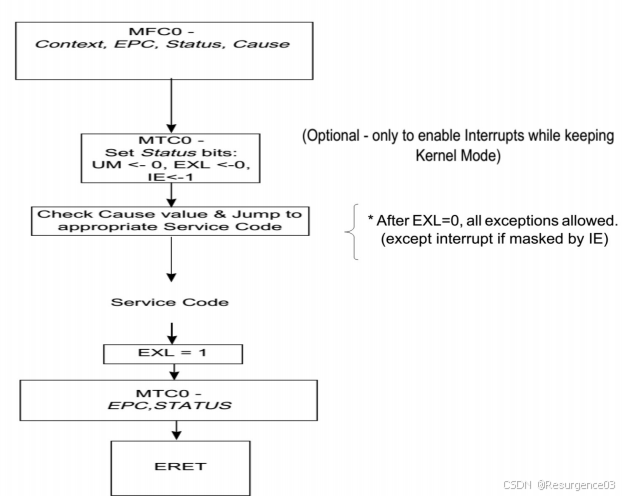 MFC0 -
Context, EPC, Status, Cause
MTC0 -
Set Status bits:
UM <- 0, EXL <-0,
IE<-1
(Optional - only to enable Interrupts while keeping
Kernel Mode)
Check Cause value & Jump to
appropriate Service Code
* After EXL=0, all exceptions allowed.
(except interrupt if masked by IE)
Service Code
EXL = 1
MTC0 -
EPC,STATUS
ERET
CSDN @Resurgence03